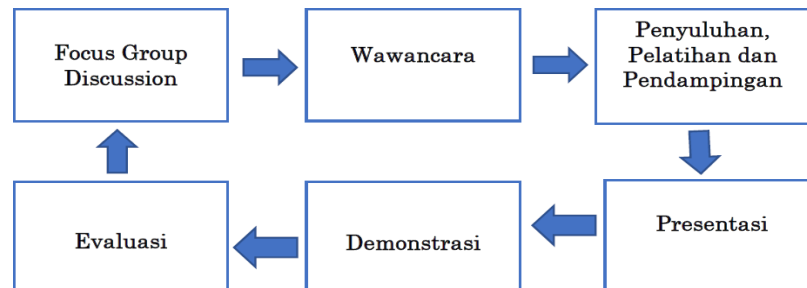 Focus Group
Discussion
Wawancara
Penyuluhan,
Pelatihan dan
Pendampingan
Evaluasi
Demonstrasi
Presentasi